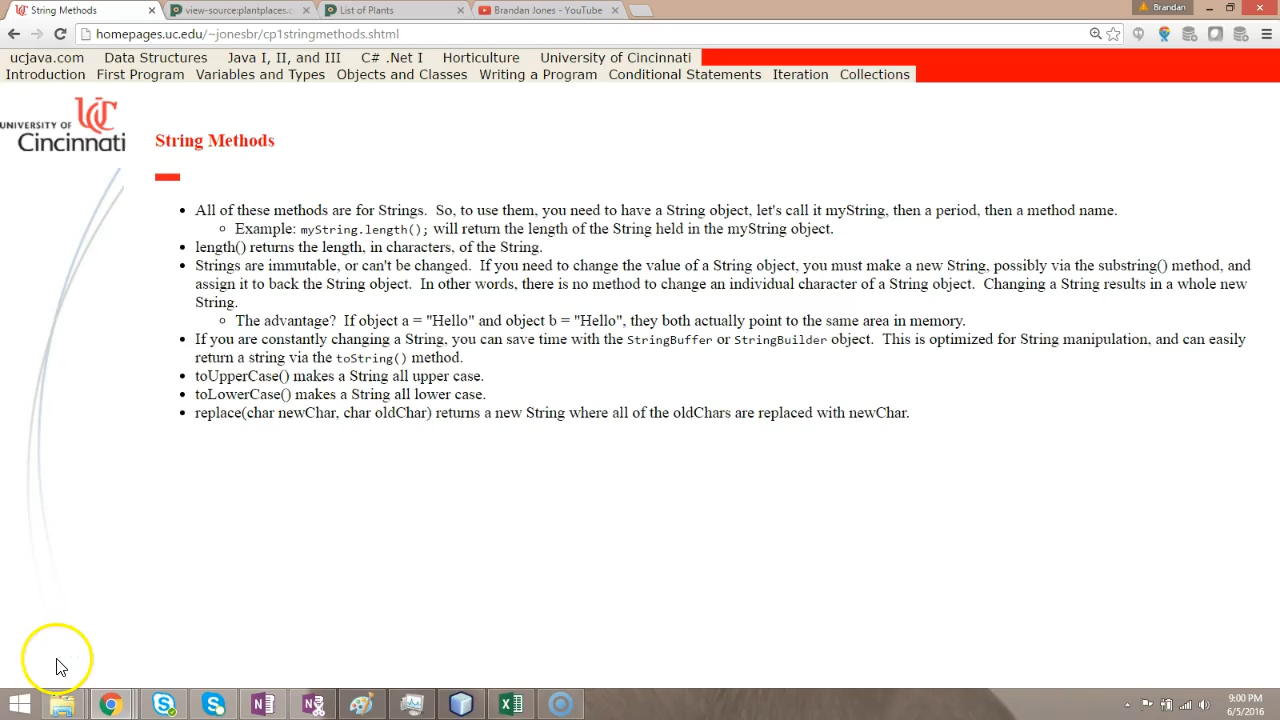 String Methods
view-source:plantplaces.c
List of Plants
Brandan Jones - YouTube
Brandan
homepages.uc.edu/~jonesbr/cp1stringmethods.shtml
ucjava.com Data Structures Java I, II, and III C# .Net I Horticulture University of Cincinnati
Introduction First Program Variables and Types Objects and Classes Writing a Program Conditional Statements Iteration Collections
UC
UNIVERSITY OF
Cincinnati
String Methods
All of these methods are for Strings. So, to use them, you need to have a String object, let's call it myString, then a period, then a method name.
Example: myString.length(); will return the length of the String held in the myString object.
length() returns the length, in characters, of the String.
Strings are immutable, or can't be changed. If you need to change the value of a String object, you must make a new String, possibly via the substring() method, and
assign it to back the String object. In other words, there is no method to change an individual character of a String object. Changing a String results in a whole new
String.
The advantage? If object a = "Hello" and object b = "Hello", they both actually point to the same area in memory.
If you are constantly changing a String, you can save time with the StringBuffer or StringBuilder object. This is optimized for String manipulation, and can easily
return a string via the toString() method.
toUpperCase() makes a String all upper case.
toLowerCase() makes a String all lower case.
replace(char newChar, char oldChar) returns a new String where all of the oldChars are replaced with newChar.
9:00 PM
6/5/2016